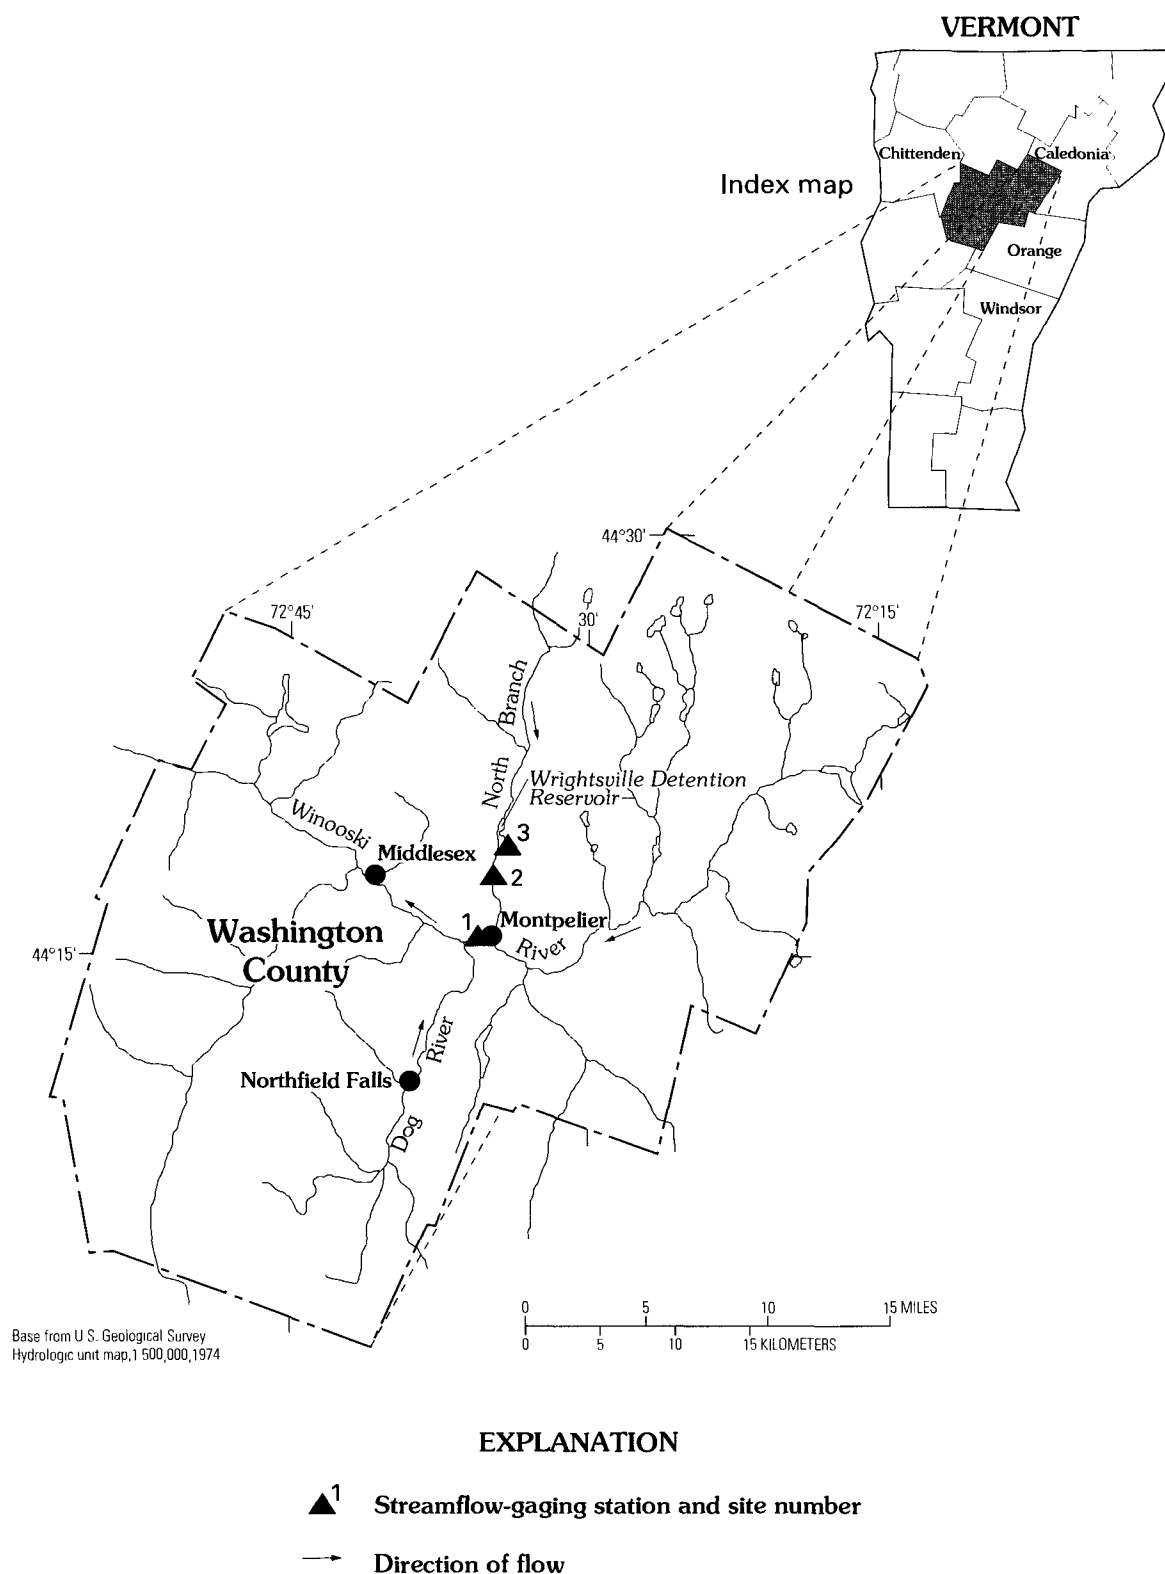 VERMONT
Chittenden
Caledonia
Index map
Orange
Windsor
44°30'
72°45'
30'
72°15'
North Branch
Wrightsville Detention
Reservoir
Winooski
3
Middlesex
2
1
Montpelier
River
Washington
County
44°15'
River
Northfield Falls
Dog
0 5 10 15 MILES
0 5 10 15 KILOMETERS
Base from U S. Geological Survey
Hydrologic unit map,1 500,000,1974
EXPLANATION
1
Streamflow-gaging station and site number
Direction of flow